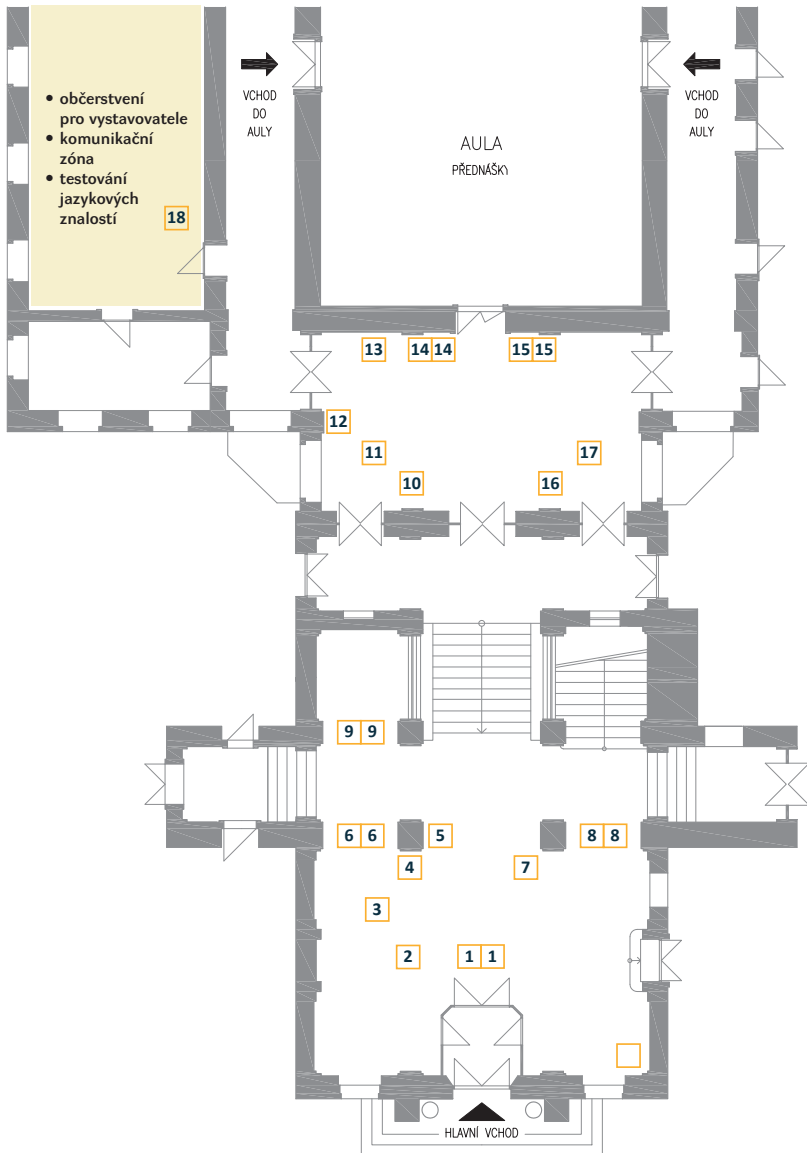 • občerstvení
pro vystavovatele
• komunikační
zóna
• testování
jazykových
znalostí
18
VCHOD
DO
AULY
AULA
PŘEDNÁŠKY
VCHOD
DO
AULY
13
14 14
15 15
12
11
17
10
16
9 9
6 6
5
8 8
4
7
3
2
1 1
HLAVNÍ VCHOD